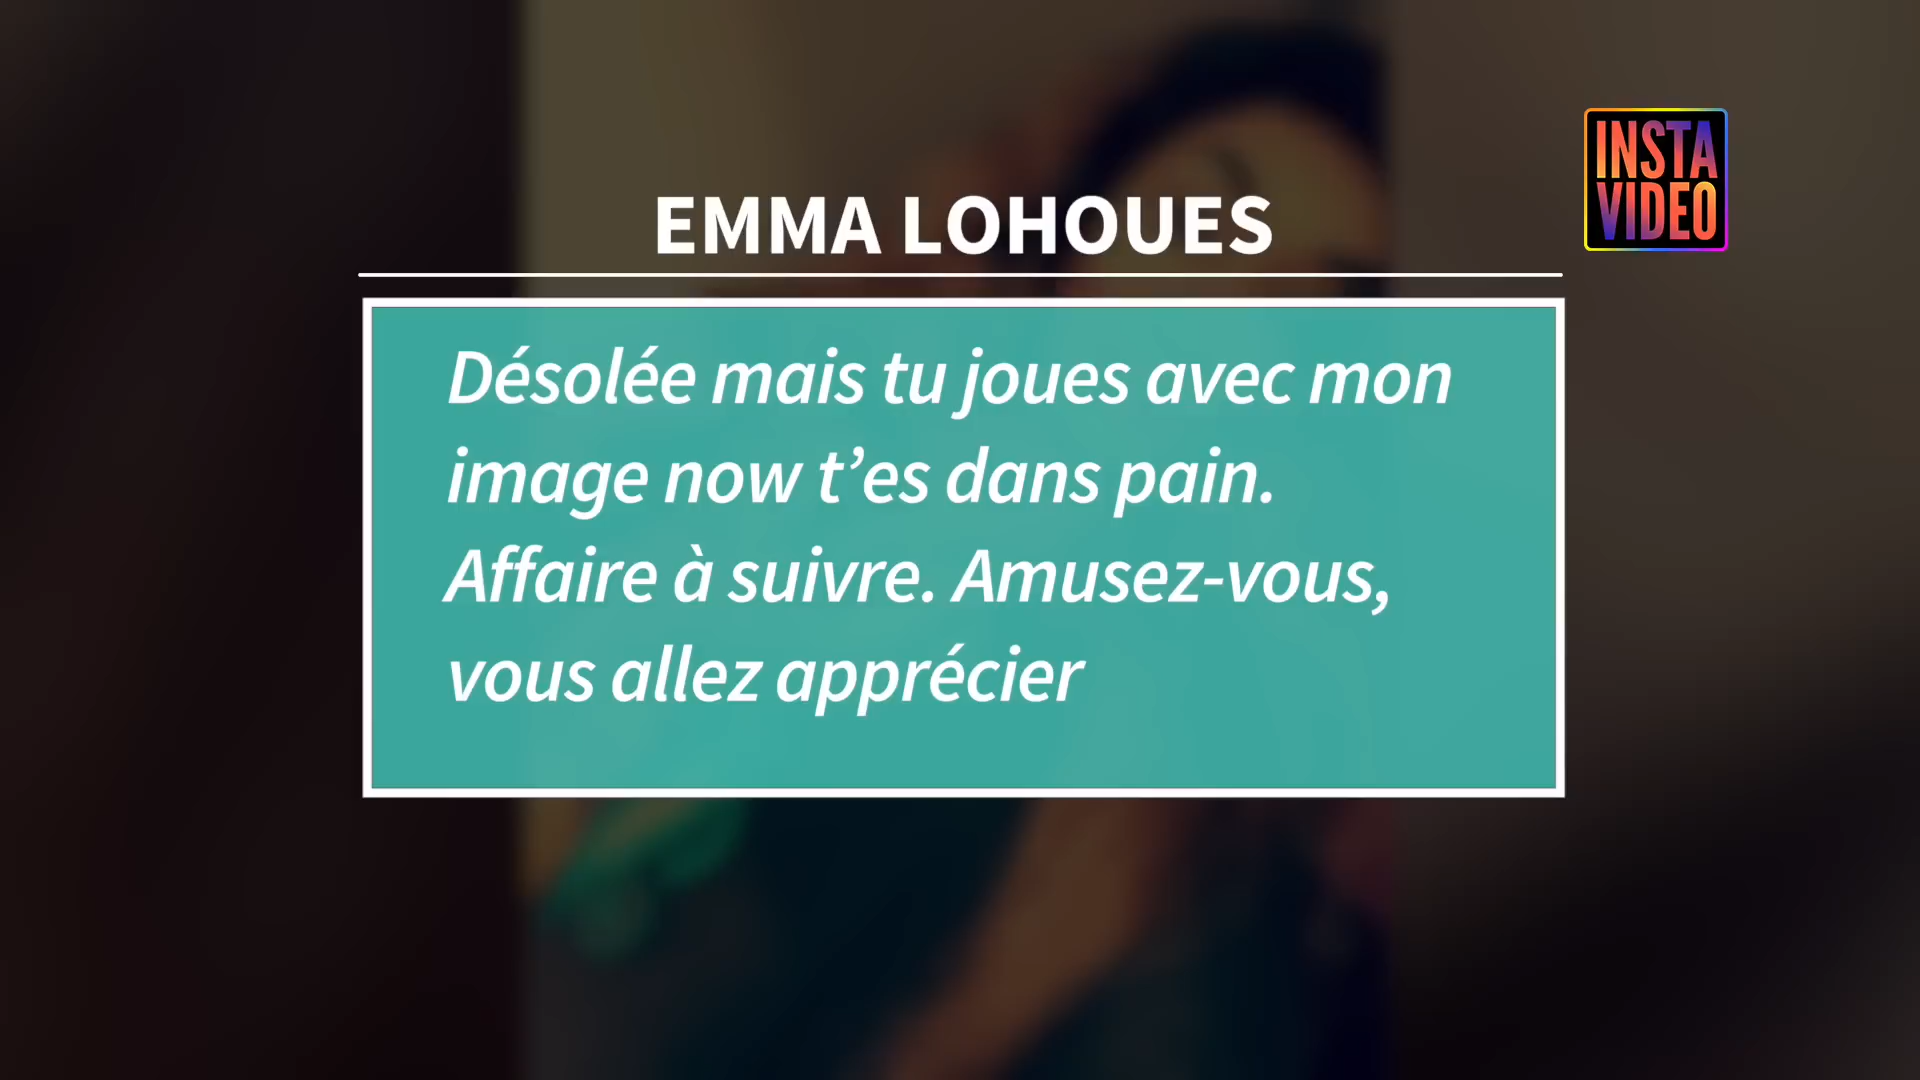 INSTA
VIDEO
EMMA LOHOUES
Désolée mais tu joues avec mon
image now t’es dans pain.
Affaire à suivre. Amusez-vous,
vous allez apprécier